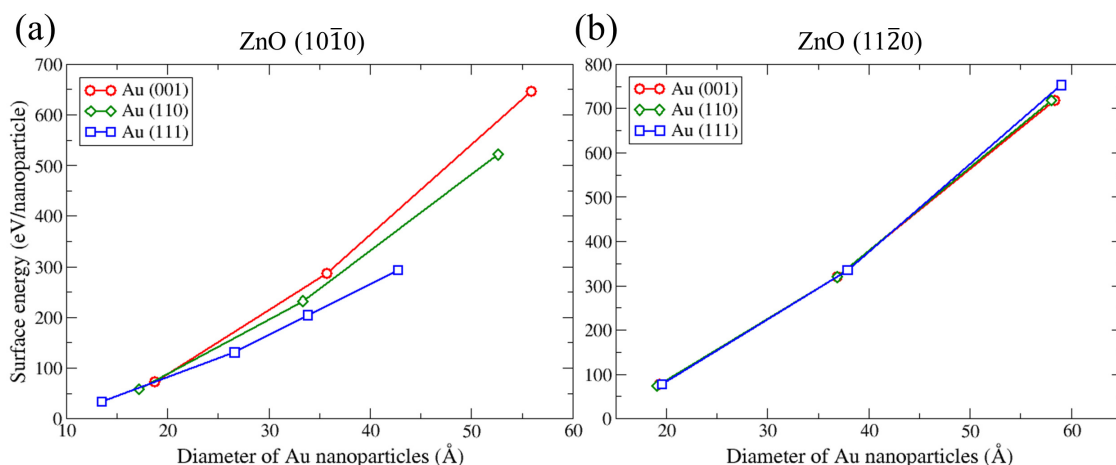 (a)
ZnO (101̅0)
700
600
500
400
300
200
100
0
10
20
30
40
50
60
Au (001)
Au (110)
Au (111)
Surface energy (eV/nanoparticle)
Diameter of Au nanoparticles (Å)
(b)
ZnO (112̅0)
800
700
600
500
400
300
200
100
0
20
30
40
50
60
Au (001)
Au (110)
Au (111)
Diameter of Au nanoparticles (Å)